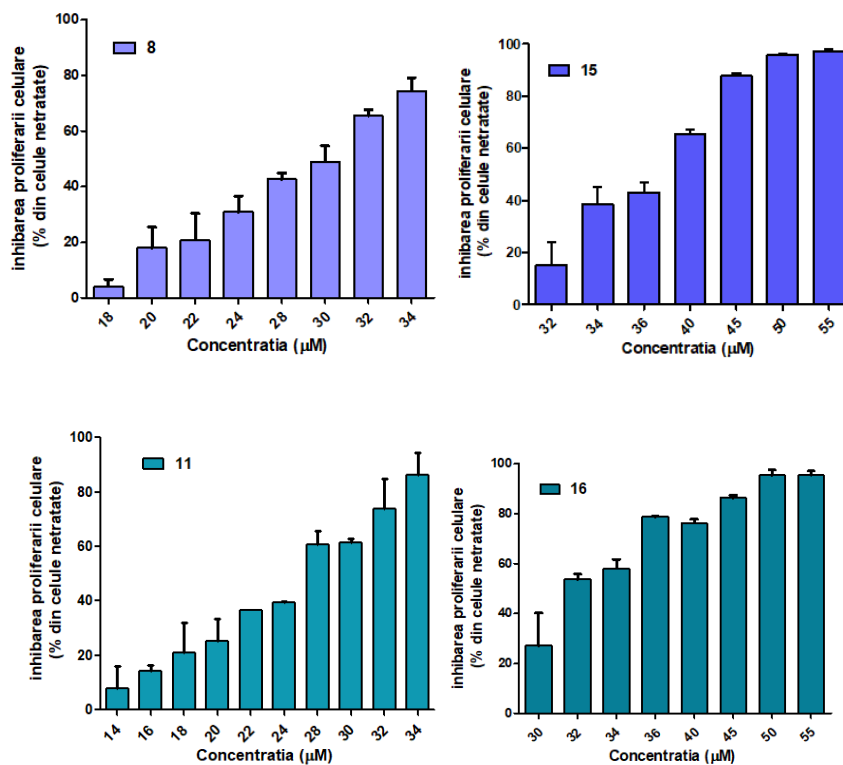 100
80
60
40
20
0
8
inhibarea proliferarii celulare
(% din celule netratate)
18 20 22 24 28 30 32 34
Concentratia (µM)
100
80
60
40
20
0
15
inhibarea proliferarii celulare
(% din celule netratate)
32 34 36 40 45 50 55
Concentratia (µM)
100
80
60
40
20
0
11
inhibarea proliferarii celulare
(% din celule netratate)
14 16 18 20 22 24 28 30 32 34
Concentratia (µM)
100
80
60
40
20
0
16
inhibarea proliferarii celulare
(% din celule netratate)
30 32 34 36 40 45 50 55
Concentratia (µM)